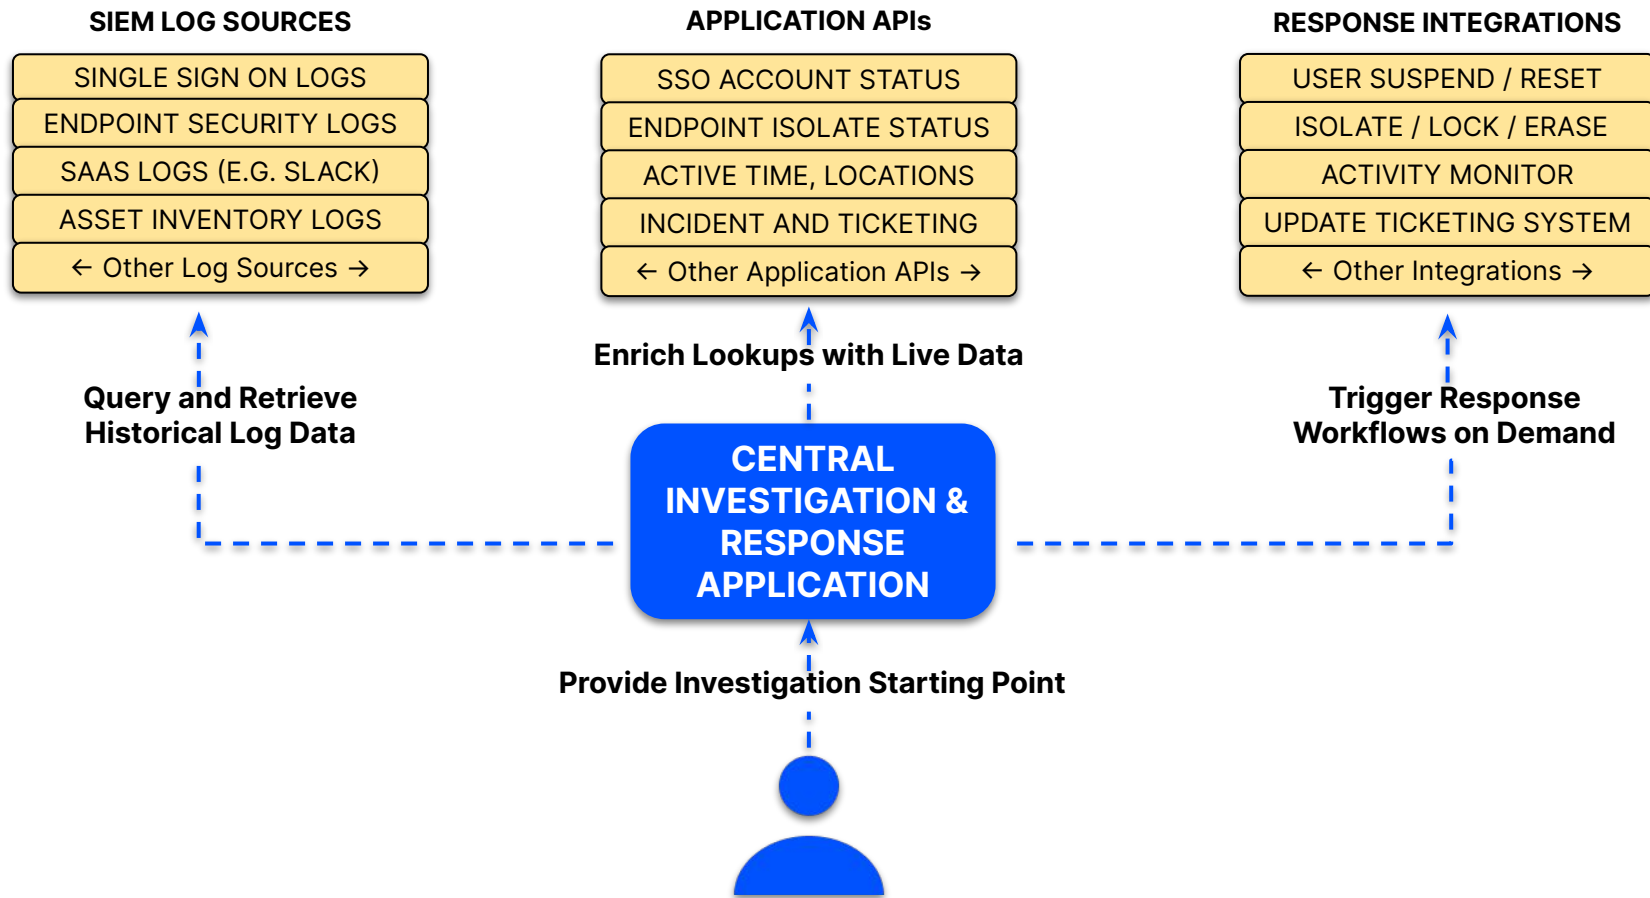 SIEM LOG SOURCES
SINGLE SIGN ON LOGS
ENDPOINT SECURITY LOGS
SAAS LOGS (E.G. SLACK)
ASSET INVENTORY LOGS
← Other Log Sources →
APPLICATION APIs
SSO ACCOUNT STATUS
ENDPOINT ISOLATE STATUS
ACTIVE TIME, LOCATIONS
INCIDENT AND TICKETING
← Other Application APIs →
RESPONSE INTEGRATIONS
USER SUSPEND / RESET
ISOLATE / LOCK / ERASE
ACTIVITY MONITOR
UPDATE TICKETING SYSTEM
← Other Integrations →
Query and Retrieve
Historical Log Data
Enrich Lookups with Live Data
Trigger Response
Workflows on Demand
CENTRAL
INVESTIGATION &
RESPONSE
APPLICATION
Provide Investigation Starting Point